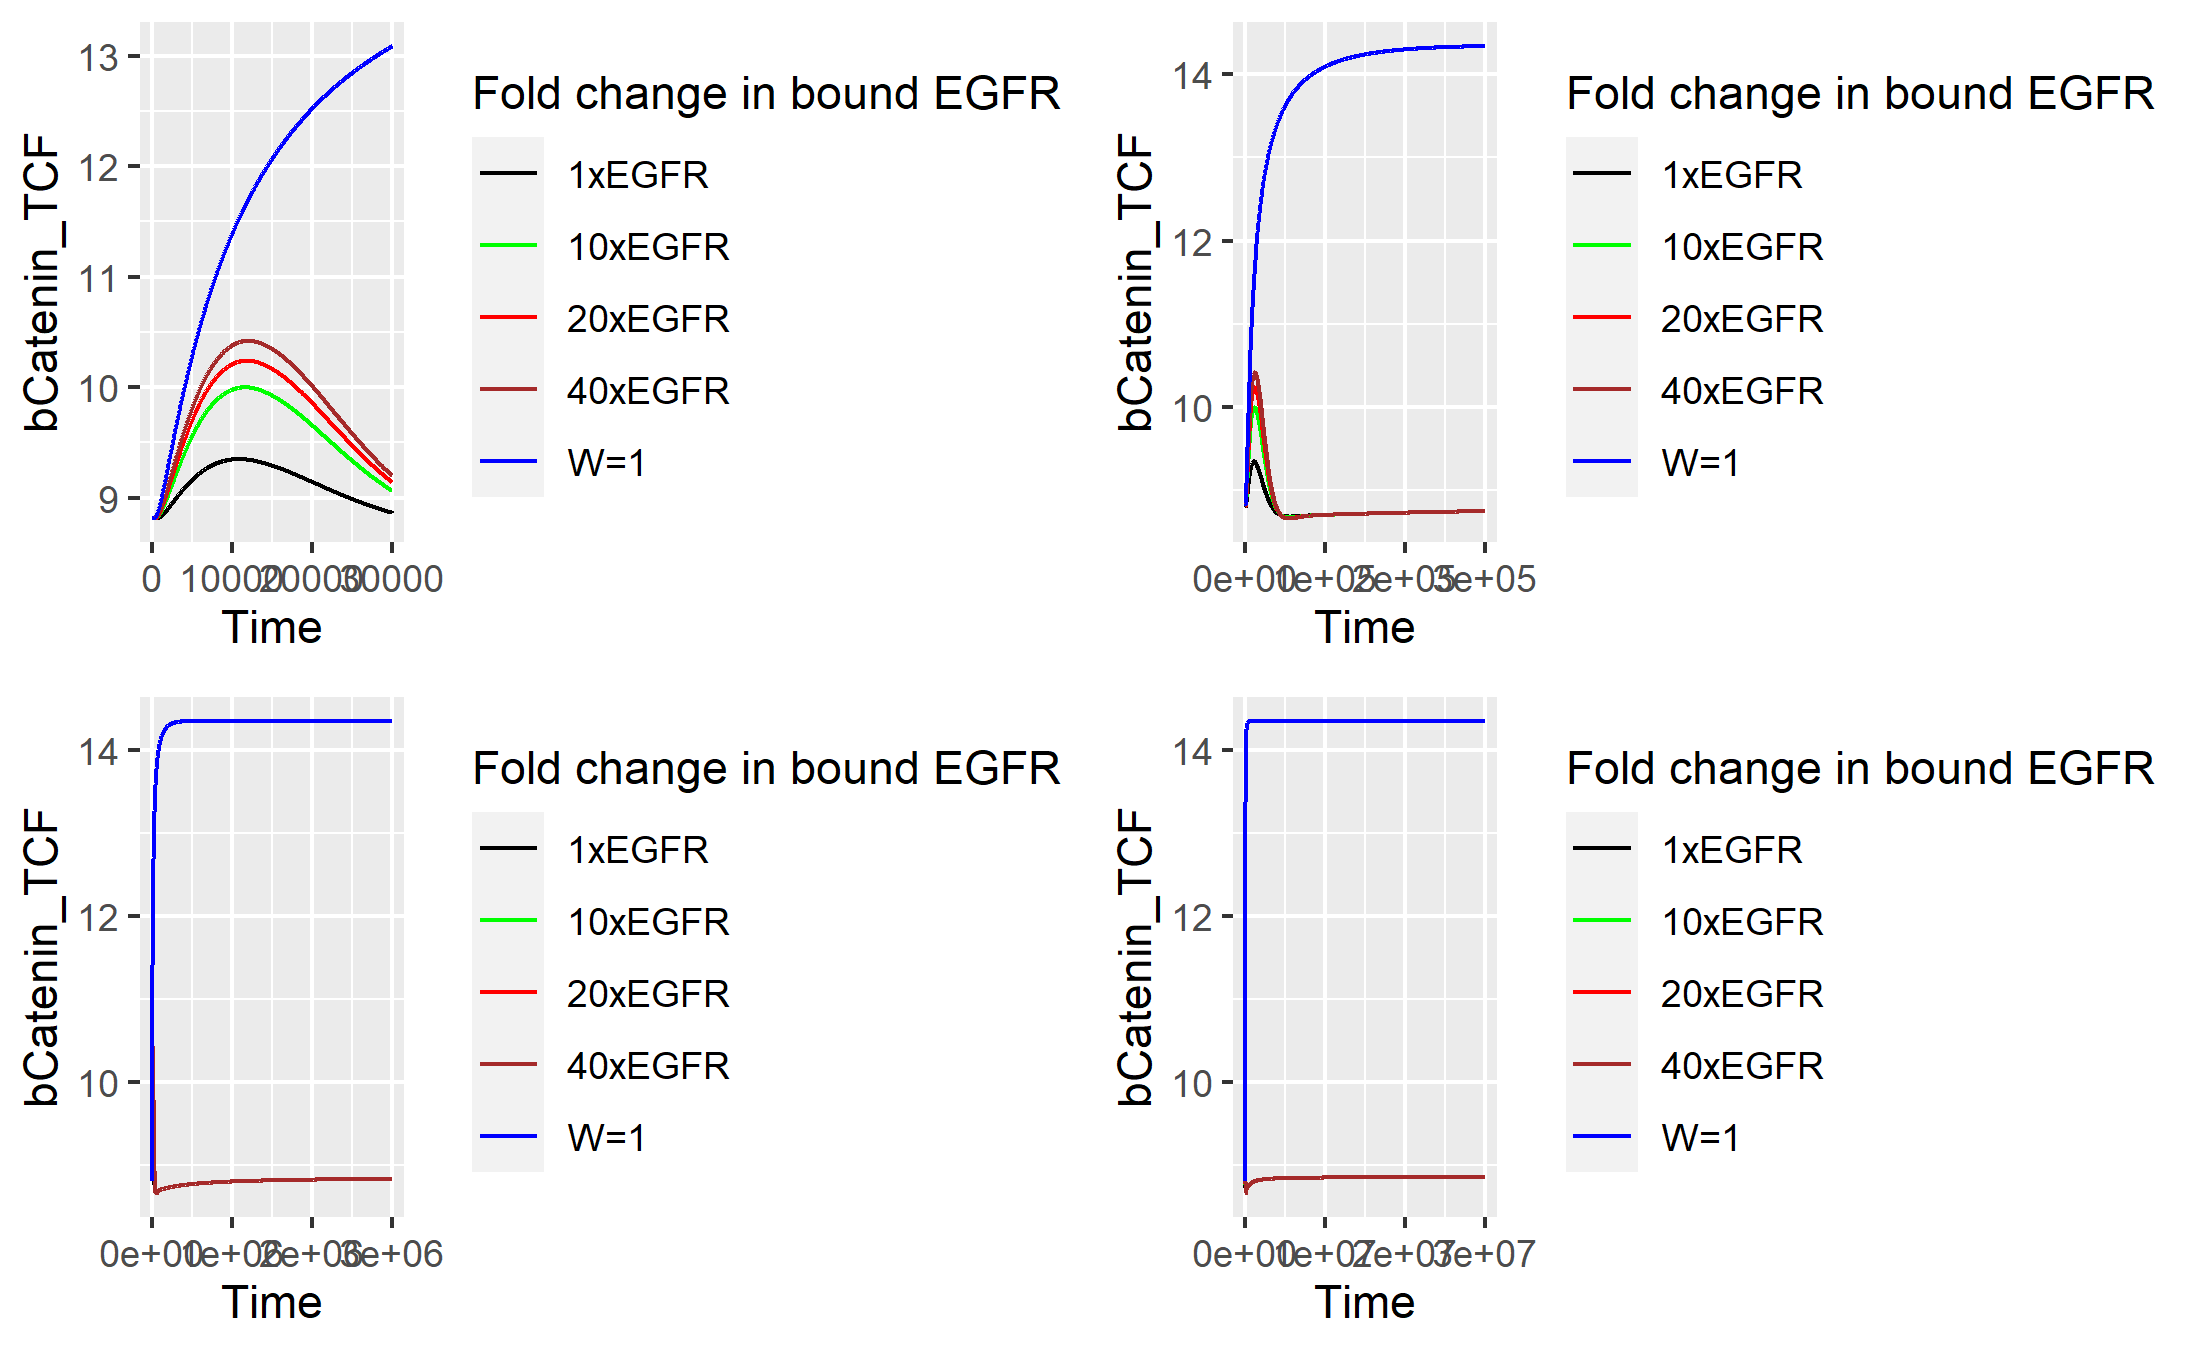 13
12
11
10
9
bCatenin_TCF
0 10000 20000 30000
Time
Fold change in bound EGFR
1xEGFR
10xEGFR
20xEGFR
40xEGFR
W=1
14
12
10
bCatenin_TCF
0e+00 1e+05 2e+05 3e+05
Time
Fold change in bound EGFR
1xEGFR
10xEGFR
20xEGFR
40xEGFR
W=1
14
12
10
bCatenin_TCF
0e+00 1e+06 2e+06 3e+06
Time
Fold change in bound EGFR
1xEGFR
10xEGFR
20xEGFR
40xEGFR
W=1
14
12
10
bCatenin_TCF
0e+00 1e+07 2e+07 3e+07
Time
Fold change in bound EGFR
1xEGFR
10xEGFR
20xEGFR
40xEGFR
W=1